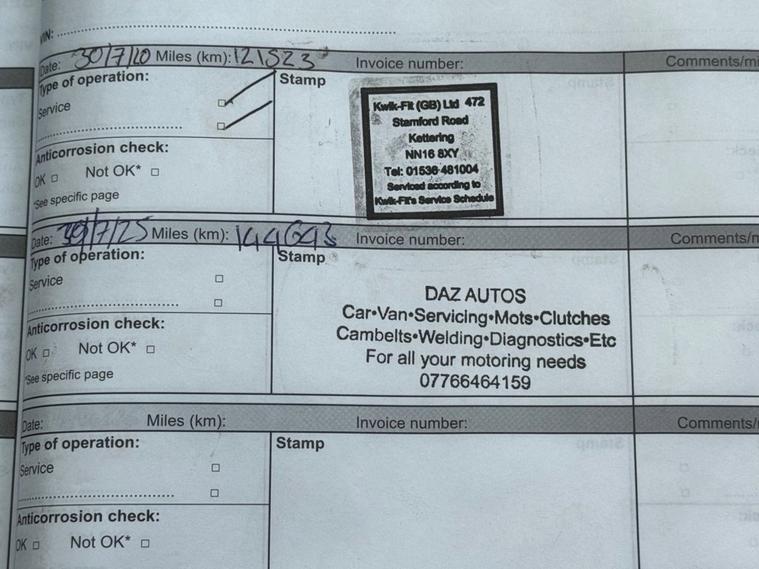 VIN: ..........
Date: 30/7/20 Miles (km): 121523 Invoice number: Comments/mi
Type of operation: Stamp
Service
Kwik-Fit (GB) Ltd 472
Stamford Road
Kettering
NN16 8XY
Tel: 01536 481004
Serviced according to
Kwik-Fit's Service Schedule
Anticorrosion check:
OK Not OK*
*See specific page
Date: 30/7/25 Miles (km): 144643 Invoice number: Comments/m
Type of operation: Stamp
Service
DAZ AUTOS
Car•Van•Servicing•Mots•Clutches
Cambelts•Welding•Diagnostics•Etc
For all your motoring needs
07766464159
Anticorrosion check:
OK Not OK*
*See specific page
Date: Miles (km): Invoice number: Comments/
Type of operation: Stamp
Service
Anticorrosion check:
OK Not OK*